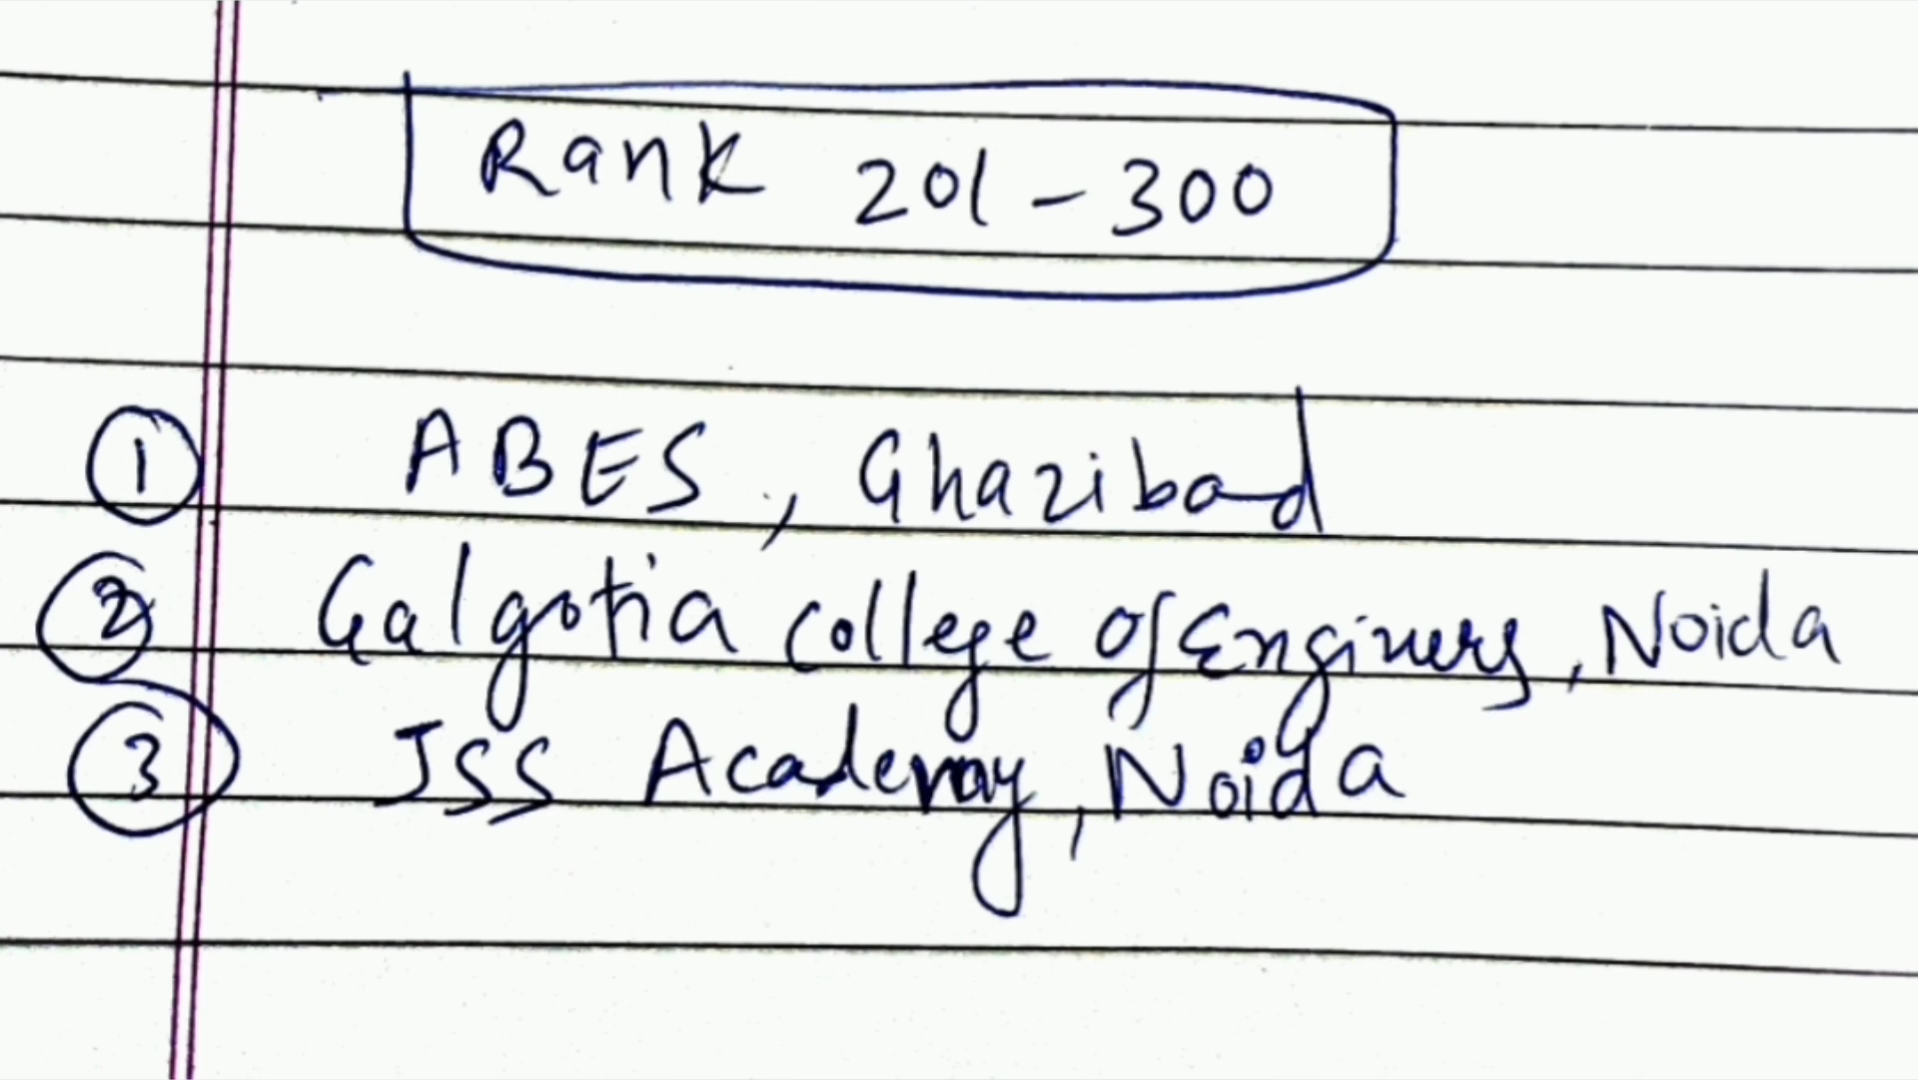 Rank 201-300
1 ABES, Ghazibad
2 Galgotia college of Enginers, Noida
3 JSS Academy, Noida